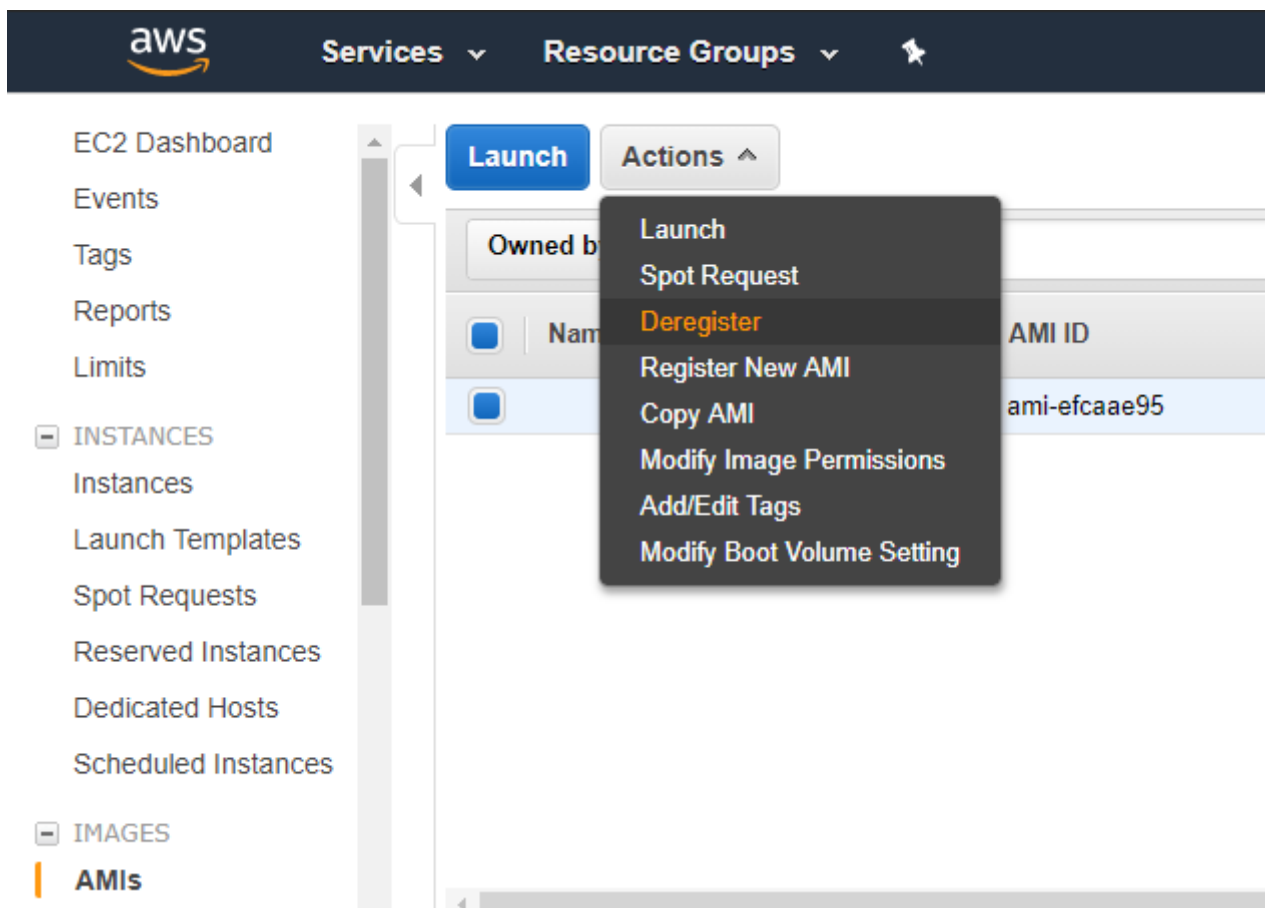 aws Services Resource Groups
EC2 Dashboard
Events
Tags
Reports
Limits
INSTANCES
Instances
Launch Templates
Spot Requests
Reserved Instances
Dedicated Hosts
Scheduled Instances
IMAGES
AMIs
Launch Actions
Launch
Spot Request
Deregister
Register New AMI
Copy AMI
Modify Image Permissions
Add/Edit Tags
Modify Boot Volume Setting
Owned b
Nam AMI ID
ami-efcaae95